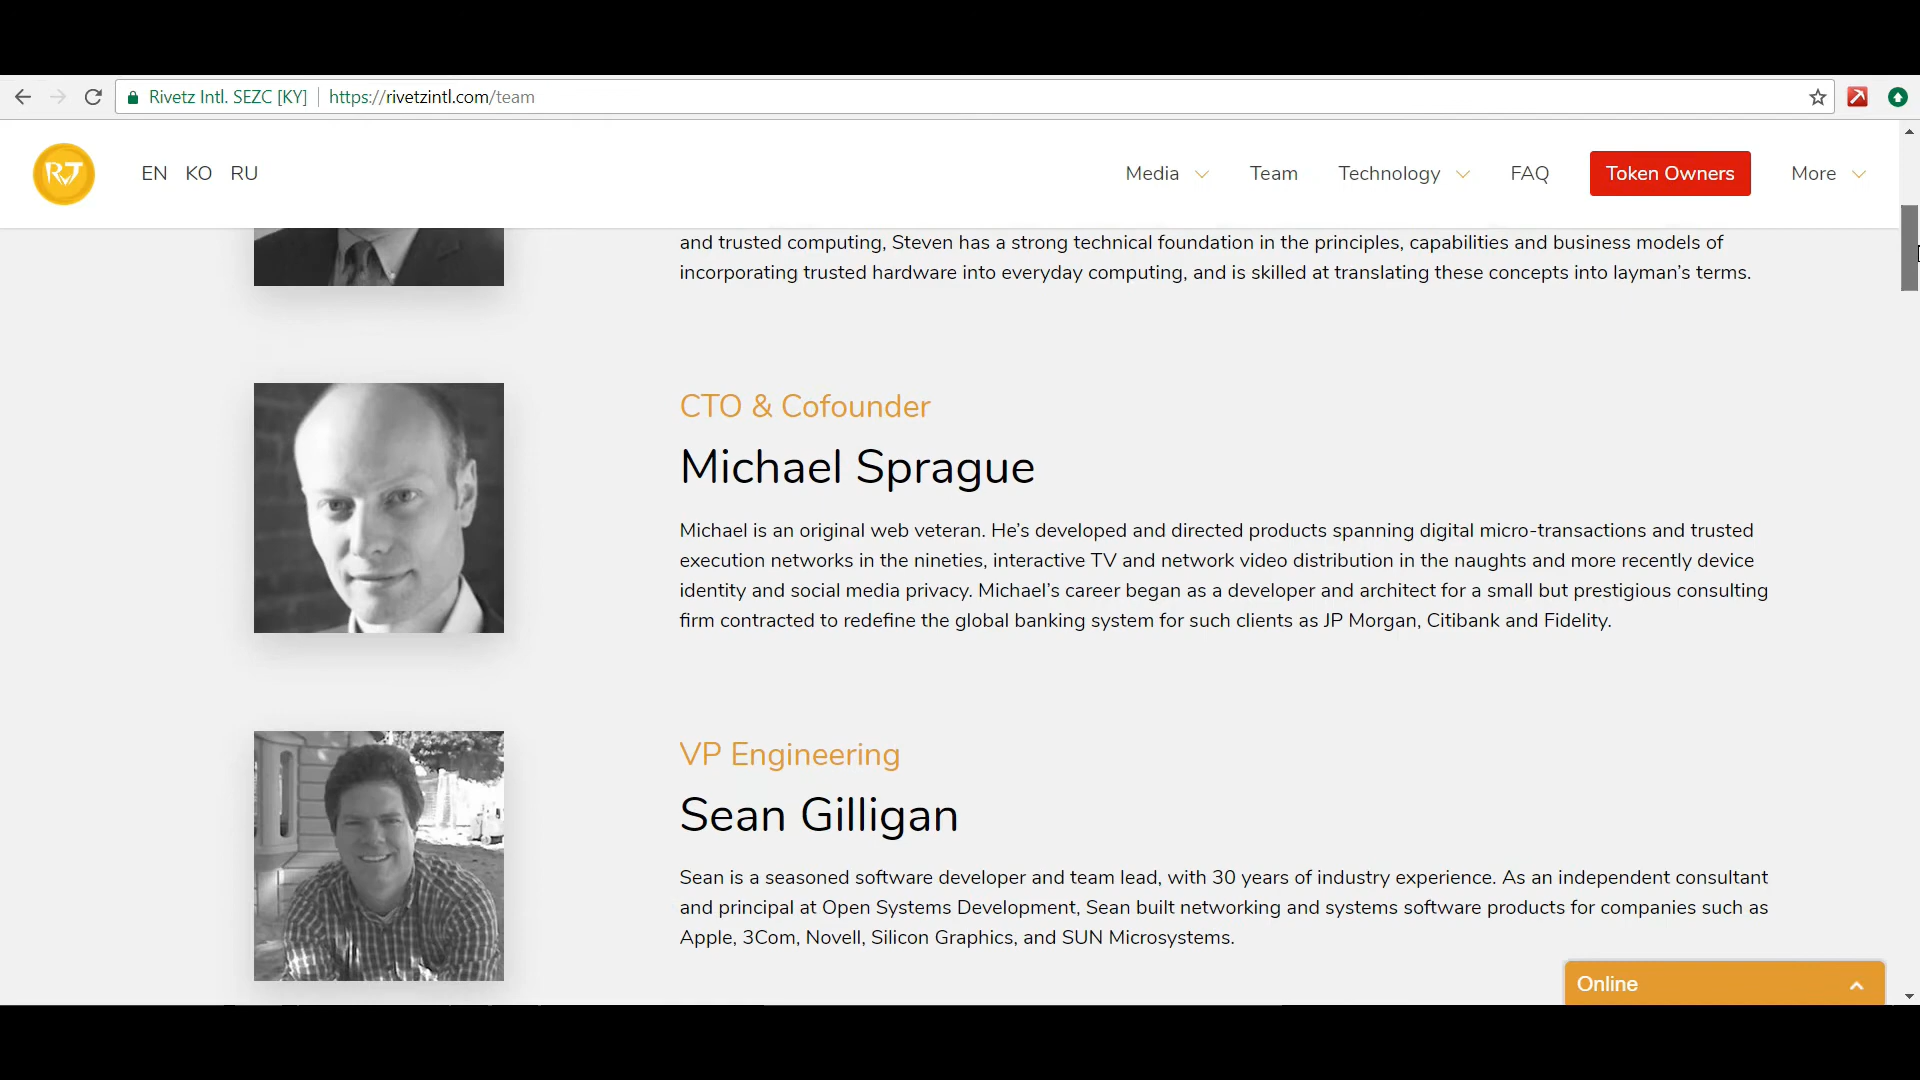 Rivetz Intl. SEZC [KY] https://rivetzintl.com/team
RvT EN KO RU Media Team Technology FAQ Token Owners More
and trusted computing, Steven has a strong technical foundation in the principles, capabilities and business models of
incorporating trusted hardware into everyday computing, and is skilled at translating these concepts into layman’s terms.
CTO & Cofounder
Michael Sprague
Michael is an original web veteran. He’s developed and directed products spanning digital micro-transactions and trusted
execution networks in the nineties, interactive TV and network video distribution in the naughts and more recently device
identity and social media privacy. Michael’s career began as a developer and architect for a small but prestigious consulting
firm contracted to redefine the global banking system for such clients as JP Morgan, Citibank and Fidelity.
VP Engineering
Sean Gilligan
Sean is a seasoned software developer and team lead, with 30 years of industry experience. As an independent consultant
and principal at Open Systems Development, Sean built networking and systems software products for companies such as
Apple, 3Com, Novell, Silicon Graphics, and SUN Microsystems.
Online